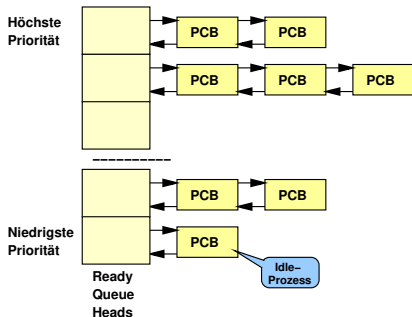 Höchste
Priorität
PCB PCB
PCB PCB PCB
PCB PCB
Niedrigste
Priorität
PCB
Idle–
Prozess
Ready
Queue
Heads